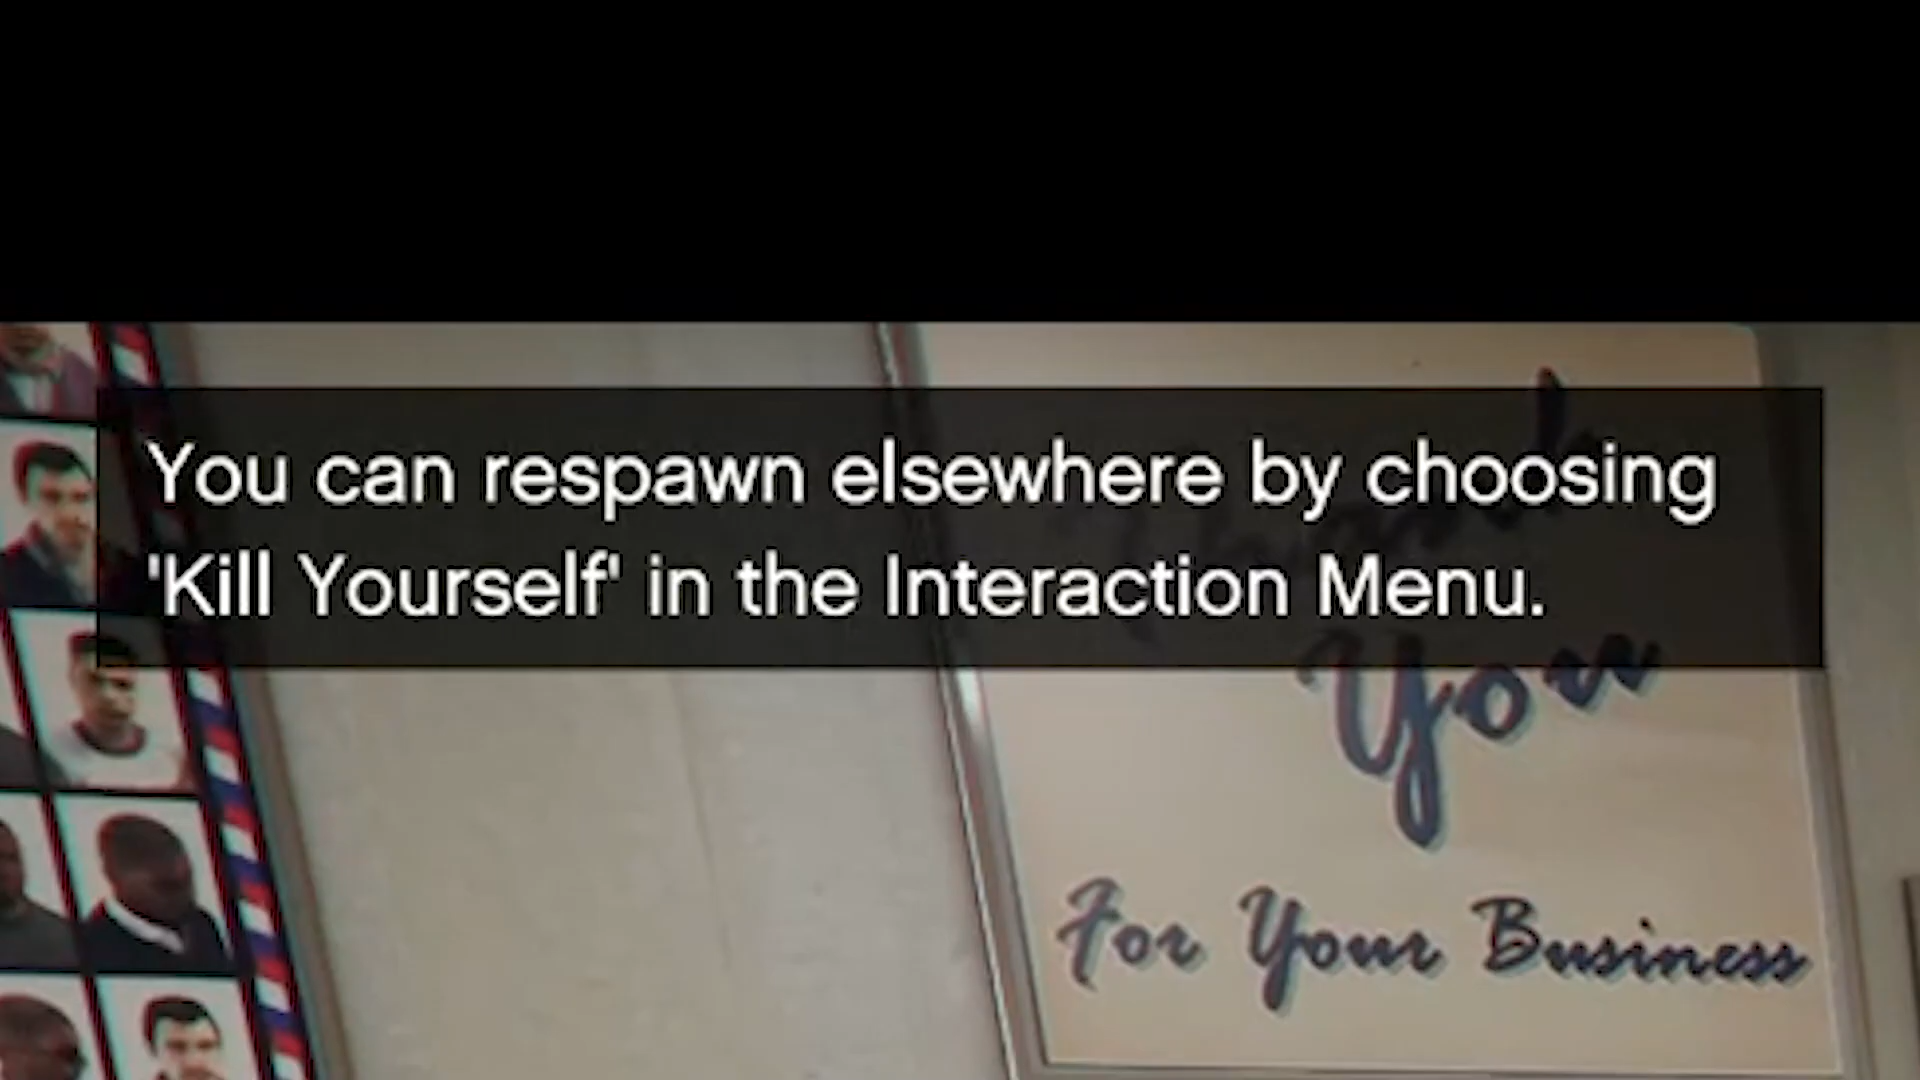 You can respawn elsewhere by choosing
'Kill Yourself' in the Interaction Menu.
You
For Your Business